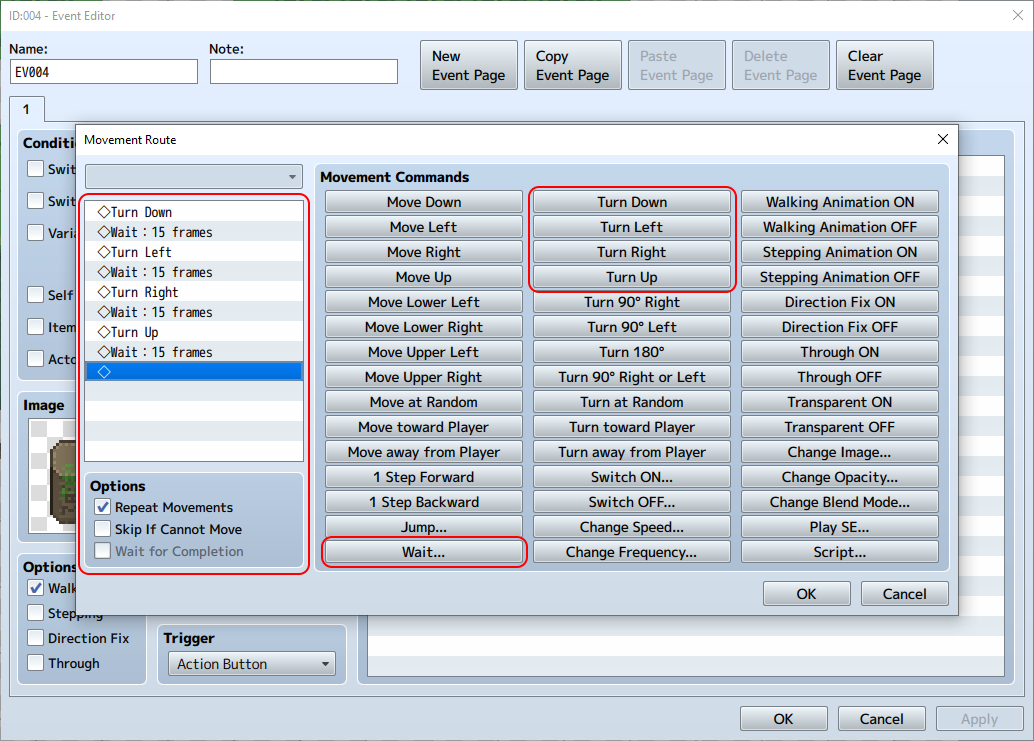 ID:004 - Event Editor
Name:
Note:
EV004
New
Event Page
Copy
Event Page
Paste
Event Page
Delete
Event Page
Clear
Event Page
1
Conditi
Swit
Swit
Varia
Self
Item
Acto
Image
Options
Walk
Stepping
Direction Fix
Through
Trigger
Action Button
Movement Route
◇Turn Down
◇Wait：15 frames
◇Turn Left
◇Wait：15 frames
◇Turn Right
◇Wait：15 frames
◇Turn Up
◇Wait：15 frames
◇
Options
Repeat Movements
Skip If Cannot Move
Wait for Completion
Movement Commands
Move Down
Move Left
Move Right
Move Up
Move Lower Left
Move Lower Right
Move Upper Left
Move Upper Right
Move at Random
Move toward Player
Move away from Player
1 Step Forward
1 Step Backward
Jump...
Wait...
Turn Down
Turn Left
Turn Right
Turn Up
Turn 90° Right
Turn 90° Left
Turn 180°
Turn 90° Right or Left
Turn at Random
Turn toward Player
Turn away from Player
Switch ON...
Switch OFF...
Change Speed...
Change Frequency...
Walking Animation ON
Walking Animation OFF
Stepping Animation ON
Stepping Animation OFF
Direction Fix ON
Direction Fix OFF
Through ON
Through OFF
Transparent ON
Transparent OFF
Change Image...
Change Opacity...
Change Blend Mode...
Play SE...
Script...
OK
Cancel
OK
Cancel
Apply